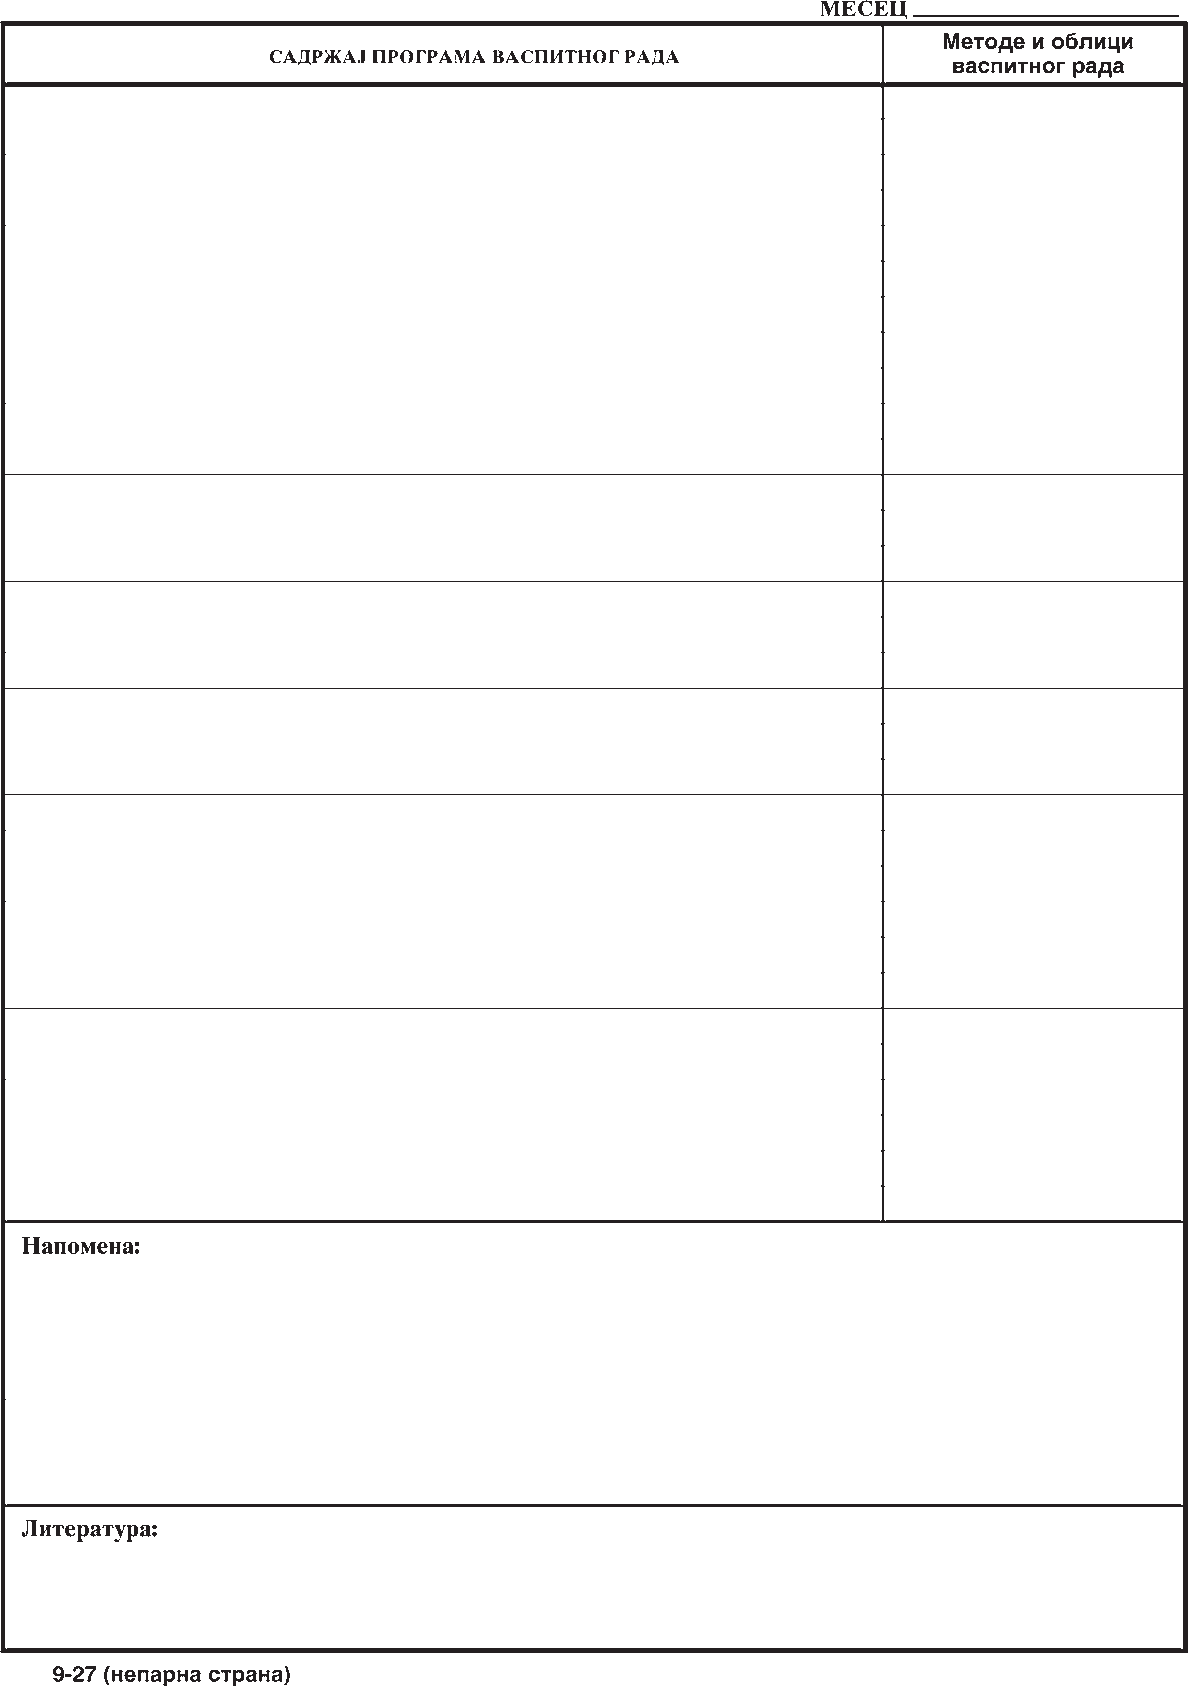 МЕСЕЦ
САДРЖАЈ ПРОГРАМА ВАСПИТНОГ РАДА
Методе и облици
васпитног рада
Напомена:
Литература:
9-27 (непарна страна)